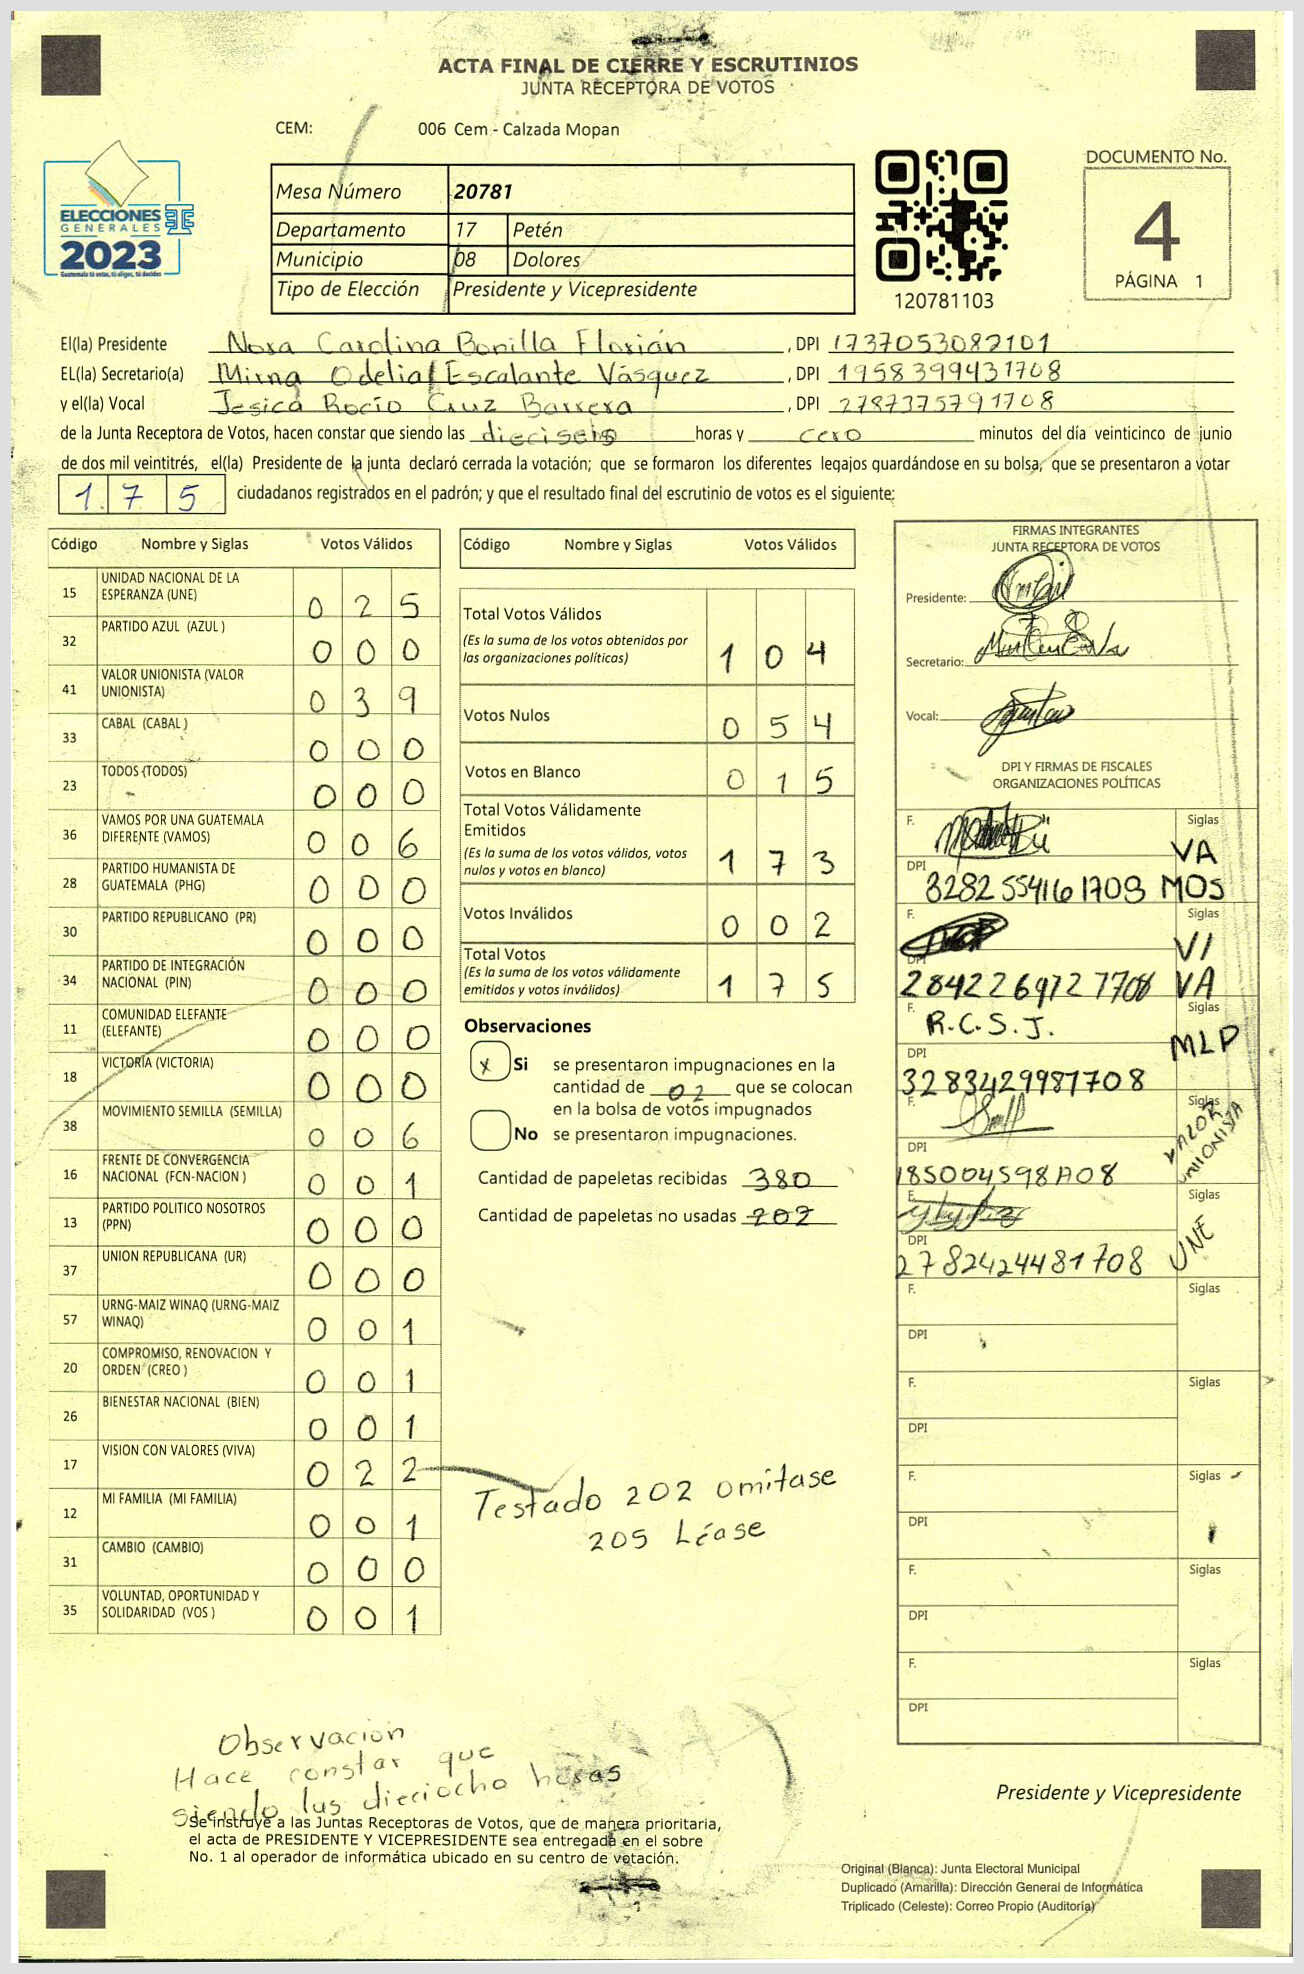 ACTA FINAL DE CIERRE Y ESCRUTINIOS
JUNTA RECEPTORA DE VOTOS
CEM: 006 Cem - Calzada Mopan
ELECCIONES
GENERALES
2023
Guatemala tú votas, tú eliges, tú decides
Mesa Número 20781
Departamento 17 Petén
Municipio 08 Dolores
Tipo de Elección Presidente y Vicepresidente
120781103
DOCUMENTO No.
4
PÁGINA 1
El(la) Presidente Nora Carolina Bonilla Florián , DPI 1737053082101
EL(la) Secretario(a) Mirna Odelia Escalante Vásquez , DPI 1958399431708
y el(la) Vocal Jesica Rocío Cruz Barrera , DPI 2787375791708
de la Junta Receptora de Votos, hacen constar que siendo las dieciseis horas y cero minutos del día veinticinco de junio
de dos mil veintitrés, el(la) Presidente de la junta declaró cerrada la votación; que se formaron los diferentes legajos guardándose en su bolsa, que se presentaron a votar
175 ciudadanos registrados en el padrón; y que el resultado final del escrutinio de votos es el siguiente:
Código Nombre y Siglas Votos Válidos
15 UNIDAD NACIONAL DE LA ESPERANZA (UNE) 0 2 5
32 PARTIDO AZUL (AZUL ) 0 0 0
41 VALOR UNIONISTA (VALOR UNIONISTA) 0 3 9
33 CABAL (CABAL ) 0 0 0
23 TODOS (TODOS) 0 0 0
36 VAMOS POR UNA GUATEMALA DIFERENTE (VAMOS) 0 0 6
28 PARTIDO HUMANISTA DE GUATEMALA (PHG) 0 0 0
30 PARTIDO REPUBLICANO (PR) 0 0 0
34 PARTIDO DE INTEGRACIÓN NACIONAL (PIN) 0 0 0
11 COMUNIDAD ELEFANTE (ELEFANTE) 0 0 0
18 VICTORIA (VICTORIA) 0 0 0
38 MOVIMIENTO SEMILLA (SEMILLA) 0 0 6
16 FRENTE DE CONVERGENCIA NACIONAL (FCN-NACION ) 0 0 1
13 PARTIDO POLITICO NOSOTROS (PPN) 0 0 0
37 UNION REPUBLICANA (UR) 0 0 0
57 URNG-MAIZ WINAQ (URNG-MAIZ WINAQ) 0 0 1
20 COMPROMISO, RENOVACION Y ORDEN (CREO ) 0 0 1
26 BIENESTAR NACIONAL (BIEN) 0 0 1
17 VISION CON VALORES (VIVA) 0 2 2
12 MI FAMILIA (MI FAMILIA) 0 0 1
31 CAMBIO (CAMBIO) 0 0 0
35 VOLUNTAD, OPORTUNIDAD Y SOLIDARIDAD (VOS ) 0 0 1
Código Nombre y Siglas Votos Válidos
Total Votos Válidos
(Es la suma de los votos obtenidos por
las organizaciones políticas) 1 0 4
Votos Nulos 0 5 4
Votos en Blanco 0 1 5
Total Votos Válidamente
Emitidos
(Es la suma de los votos válidos, votos
nulos y votos en blanco) 1 7 3
Votos Inválidos 0 0 2
Total Votos
(Es la suma de los votos válidamente
emitidos y votos inválidos) 1 7 5
Observaciones
x Si se presentaron impugnaciones en la
cantidad de 02 que se colocan
en la bolsa de votos impugnados
No se presentaron impugnaciones.
Cantidad de papeletas recibidas 380
Cantidad de papeletas no usadas 202
Testado 202 omitase
205 Léase
FIRMAS INTEGRANTES
JUNTA RECEPTORA DE VOTOS
Presidente:
Secretario:
Vocal:
DPI Y FIRMAS DE FISCALES
ORGANIZACIONES POLÍTICAS
F. Siglas
VA
DPI 3282554161708 MOS
F. Siglas
VI
DPI 2842269727708 VA
F. R.C.S.J. Siglas
MLP
DPI 3283429981708
F. Siglas
VALOR
UNIONISTA
DPI
F. Siglas
UNE
DPI 2782424481708
F. Siglas
DPI
F. Siglas
DPI
F. Siglas
DPI
F. Siglas
DPI
F. Siglas
DPI
Observacion
Hace constar que
siendo las dieciocho horas
Se instruye a las Juntas Receptoras de Votos, que de manera prioritaria,
el acta de PRESIDENTE Y VICEPRESIDENTE sea entregada en el sobre
No. 1 al operador de informática ubicado en su centro de votación.
Presidente y Vicepresidente
Original (Blanca): Junta Electoral Municipal
Duplicado (Amarilla): Dirección General de Informática
Triplicado (Celeste): Correo Propio (Auditoría)